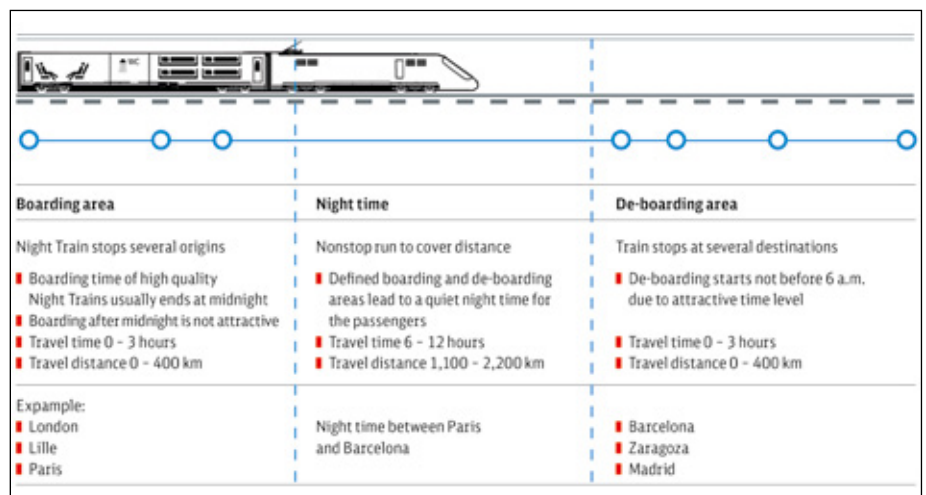 WC
Boarding area
Night Train stops several origins
Boarding time of high quality
Night Trains usually ends at midnight
Boarding after midnight is not attractive
Travel time 0 – 3 hours
Travel distance 0 – 400 km
Expample:
London
Lille
Paris
Night time
Nonstop run to cover distance
Defined boarding and de-boarding
areas lead to a quiet night time for
the passengers
Travel time 6 – 12 hours
Travel distance 1,100 – 2,200 km
Night time between Paris
and Barcelona
De-boarding area
Train stops at several destinations
De-boarding starts not before 6 a.m.
due to attractive time level
Travel time 0 – 3 hours
Travel distance 0 – 400 km
Barcelona
Zaragoza
Madrid